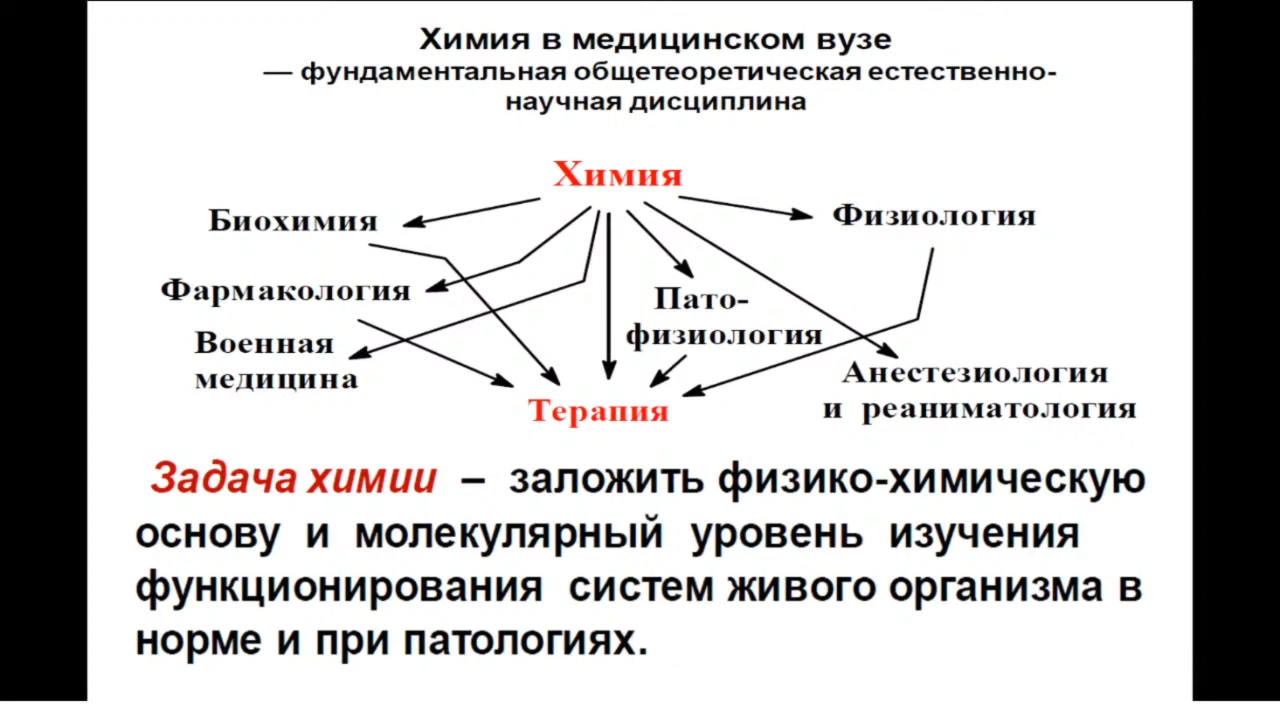 Химия в медицинском вузе
— фундаментальная общетеоретическая естественно-
научная дисциплина
Химия
Биохимия
Физиология
Фармакология
Пато-
физиология
Военная
медицина
Анестезиология
и реаниматология
Терапия
Задача химии – заложить физико-химическую
основу и молекулярный уровень изучения
функционирования систем живого организма в
норме и при патологиях.